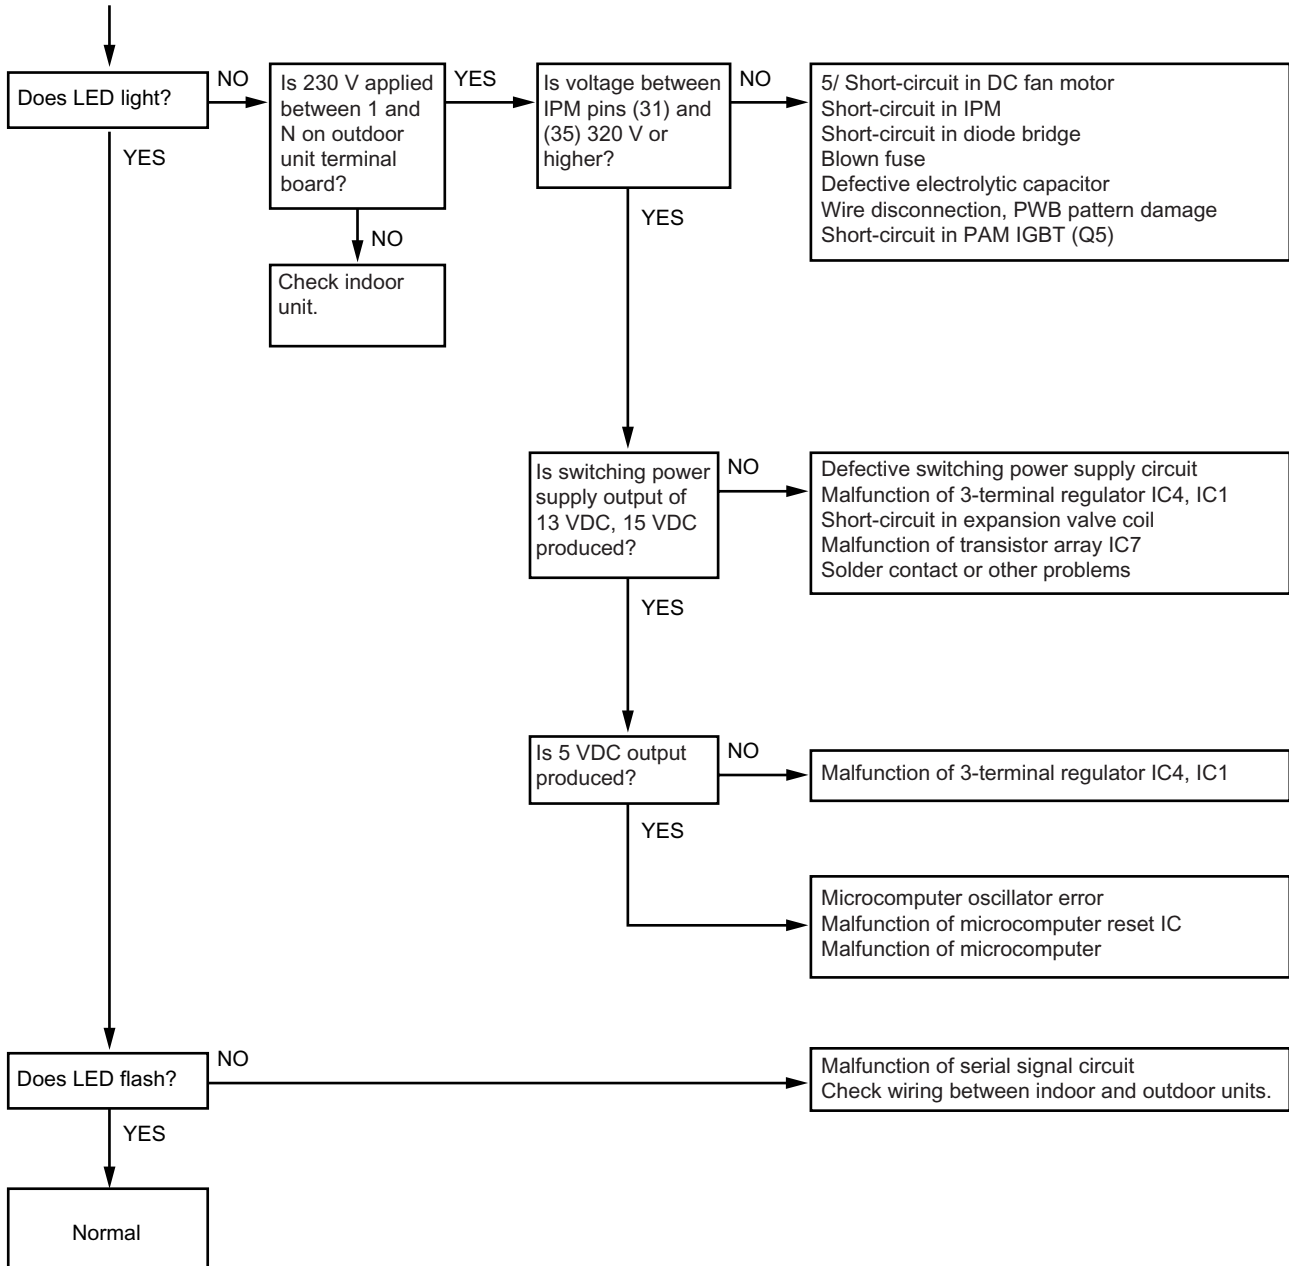 Does LED light?
NO
Is 230 V applied
between 1 and
N on outdoor
unit terminal
board?
YES
Is voltage between
IPM pins (31) and
(35) 320 V or
higher?
NO
5/ Short-circuit in DC fan motor
Short-circuit in IPM
Short-circuit in diode bridge
Blown fuse
Defective electrolytic capacitor
Wire disconnection, PWB pattern damage
Short-circuit in PAM IGBT (Q5)
YES
NO
Check indoor
unit.
YES
Is switching power
supply output of
13 VDC, 15 VDC
produced?
NO
Defective switching power supply circuit
Malfunction of 3-terminal regulator IC4, IC1
Short-circuit in expansion valve coil
Malfunction of transistor array IC7
Solder contact or other problems
YES
Is 5 VDC output
produced?
NO
Malfunction of 3-terminal regulator IC4, IC1
YES
Microcomputer oscillator error
Malfunction of microcomputer reset IC
Malfunction of microcomputer
Does LED flash?
NO
Malfunction of serial signal circuit
Check wiring between indoor and outdoor units.
YES
Normal